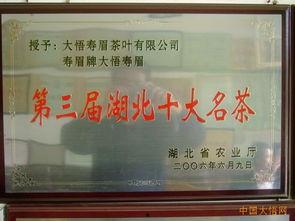 授予：大悟寿眉茶叶有限公司
寿眉牌大悟寿眉
第三届湖北十大名茶
湖北省农业厅
二〇〇六年六月九日
中国大悟网